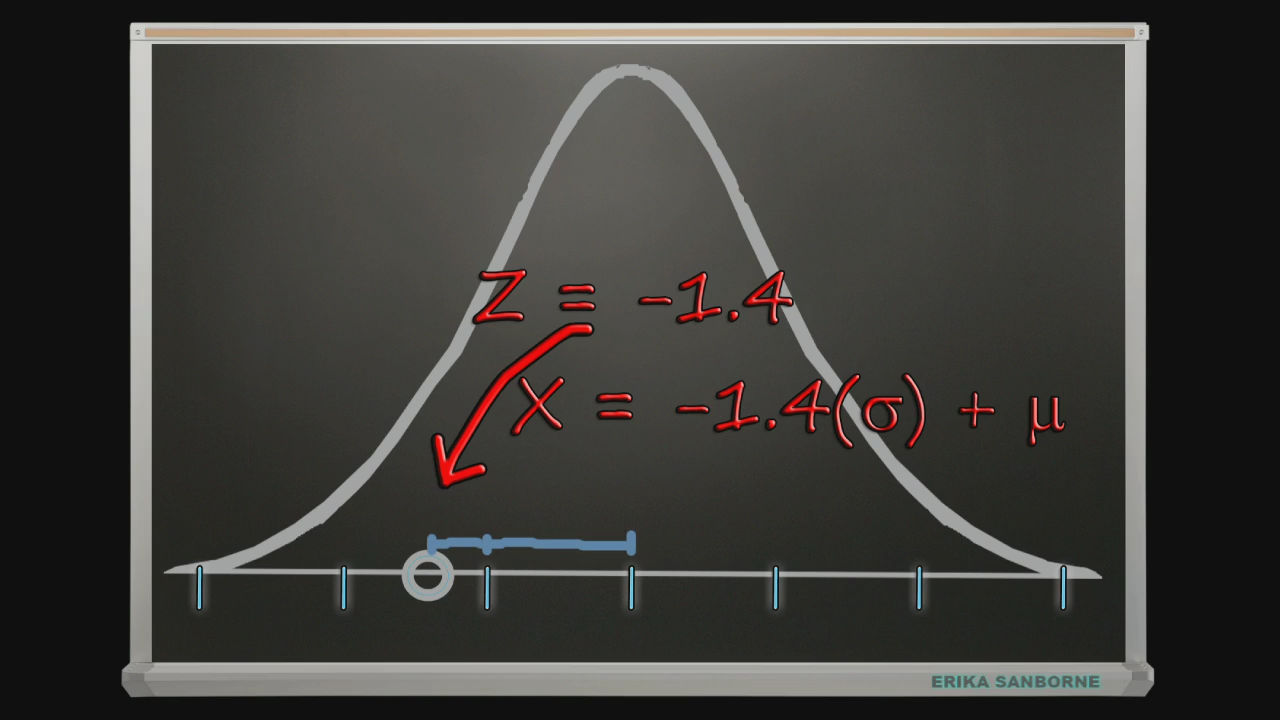 Z = -1.4
X = -1.4(σ) + μ
ERIKA SANBORNE